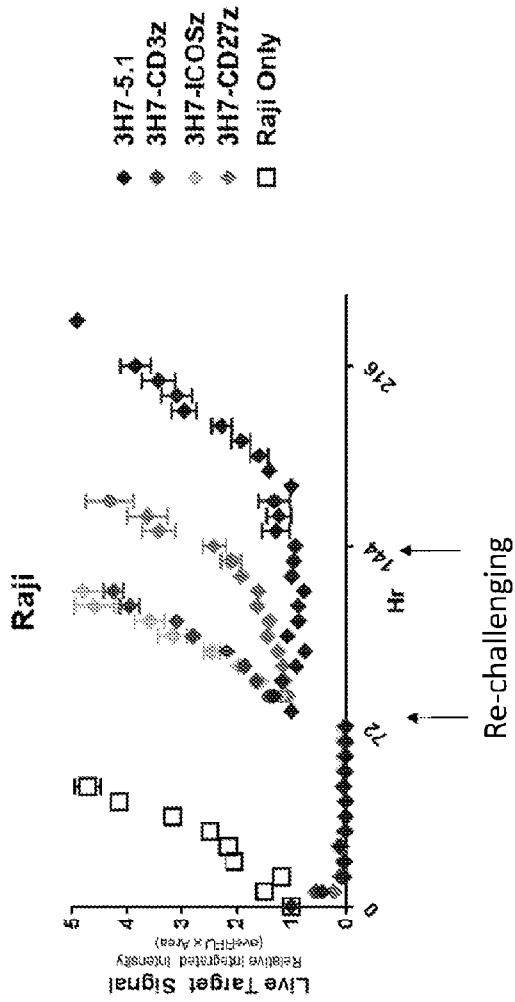 Raji
Live Target Signal
Relative Integrated Intensity
(aveRFU x Area)
5
4
3
2
1
0
0
72
144
216
Hr
Re-challenging
3H7-5.1
3H7-CD3z
3H7-ICOSz
3H7-CD27z
Raji Only